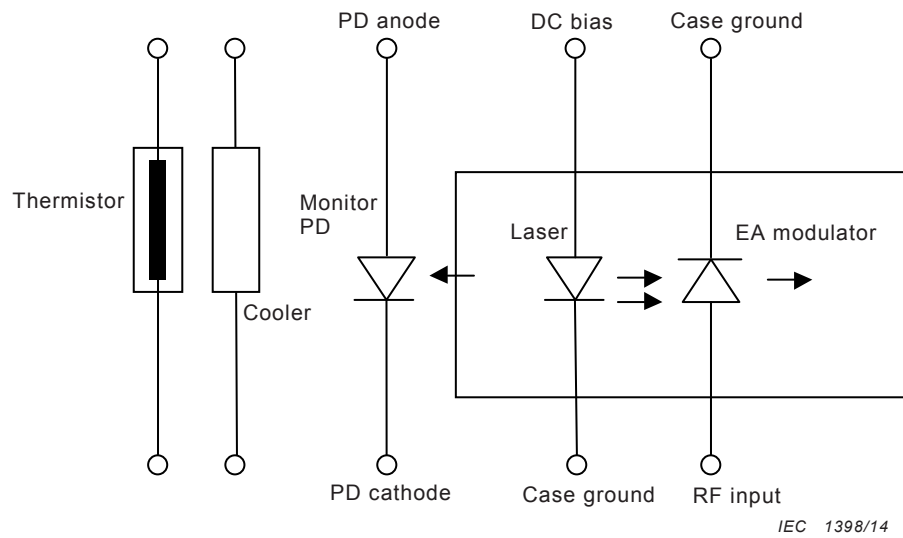 PD anode
DC bias
Case ground
Thermistor
Monitor
PD
Laser
EA modulator
Cooler
PD cathode
Case ground
RF input
IEC 1398/14